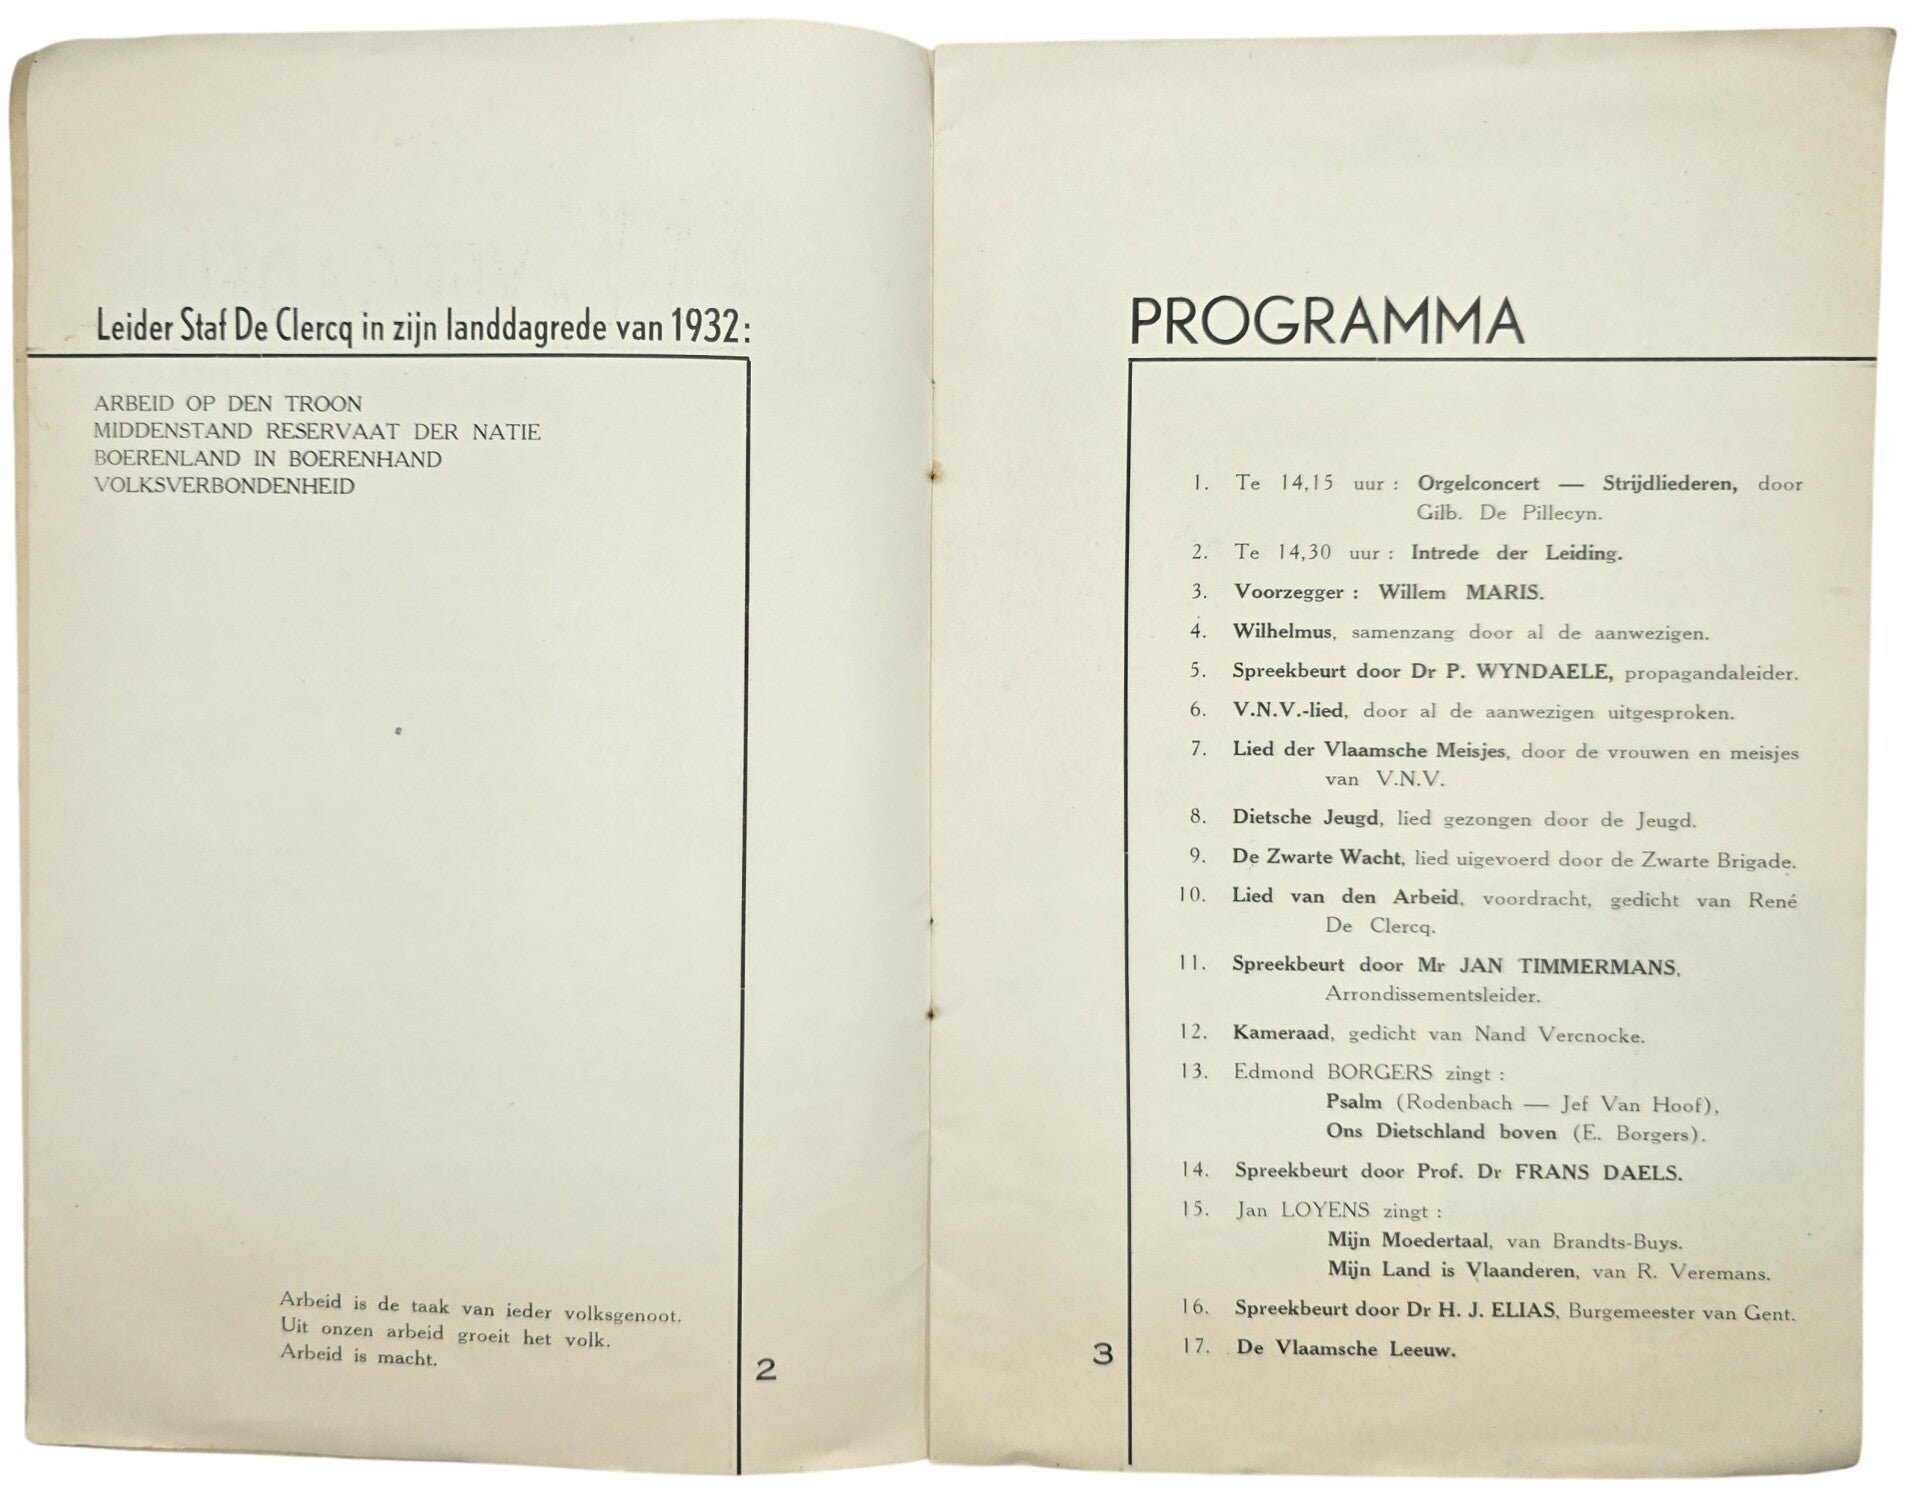 Leider Staf De Clercq in zijn landdagrede van 1932:
ARBEID OP DEN TROON
MIDDENSTAND RESERVAAT DER NATIE
BOERENLAND IN BOERENHAND
VOLKSVERBONDENHEID
Arbeid is de taak van ieder volksgenoot.
Uit onzen arbeid groeit het volk.
Arbeid is macht.
2
PROGRAMMA
1. Te 14,15 uur : Orgelconcert — Strijdliederen, door
Gilb. De Pillecyn.
2. Te 14,30 uur : Intrede der Leiding.
3. Voorzegger : Willem MARIS.
4. Wilhelmus, samenzang door al de aanwezigen.
5. Spreekbeurt door Dr P. WYNDAELE, propagandaleider.
6. V.N.V.-lied, door al de aanwezigen uitgesproken.
7. Lied der Vlaamsche Meisjes, door de vrouwen en meisjes
van V.N.V.
8. Dietsche Jeugd, lied gezongen door de Jeugd.
9. De Zwarte Wacht, lied uigevoerd door de Zwarte Brigade.
10. Lied van den Arbeid, voordracht, gedicht van René
De Clercq.
11. Spreekbeurt door Mr JAN TIMMERMANS,
Arrondissementsleider.
12. Kameraad, gedicht van Nand Vercnocke.
13. Edmond BORGERS zingt :
Psalm (Rodenbach — Jef Van Hoof),
Ons Dietschland boven (E. Borgers).
14. Spreekbeurt door Prof. Dr FRANS DAELS.
15. Jan LOYENS zingt :
Mijn Moedertaal, van Brandts-Buys.
Mijn Land is Vlaanderen, van R. Veremans.
16. Spreekbeurt door Dr H. J. ELIAS, Burgemeester van Gent.
17. De Vlaamsche Leeuw.
3